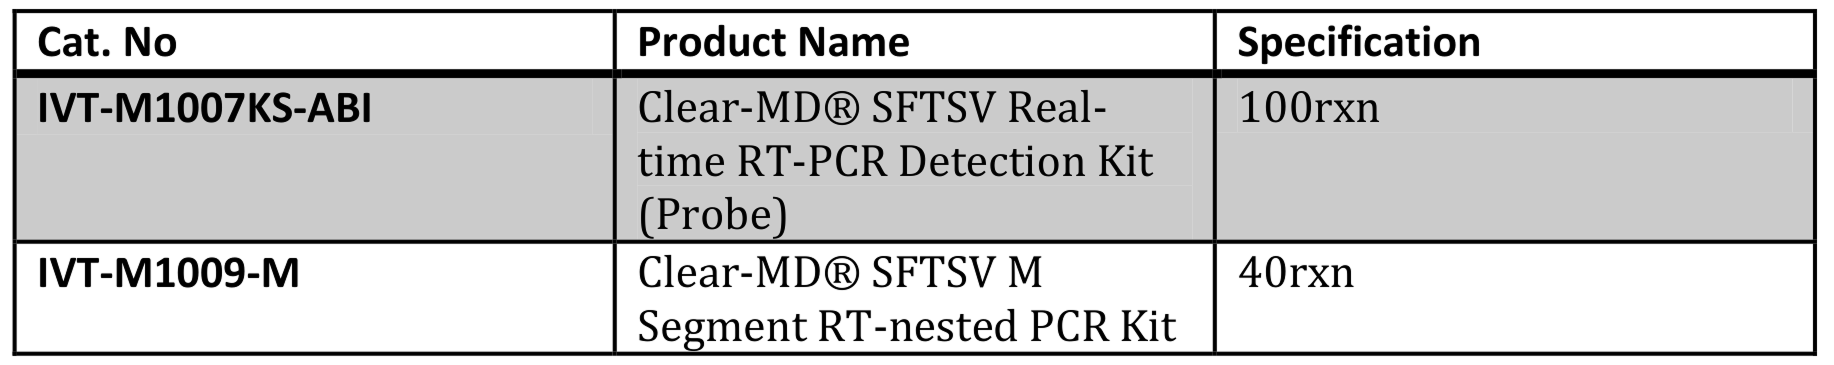 Cat. No Product Name Specification
IVT-M1007KS-ABI Clear-MD® SFTSV Real- 100rxn
time RT-PCR Detection Kit
(Probe)
IVT-M1009-M Clear-MD® SFTSV M 40rxn
Segment RT-nested PCR Kit